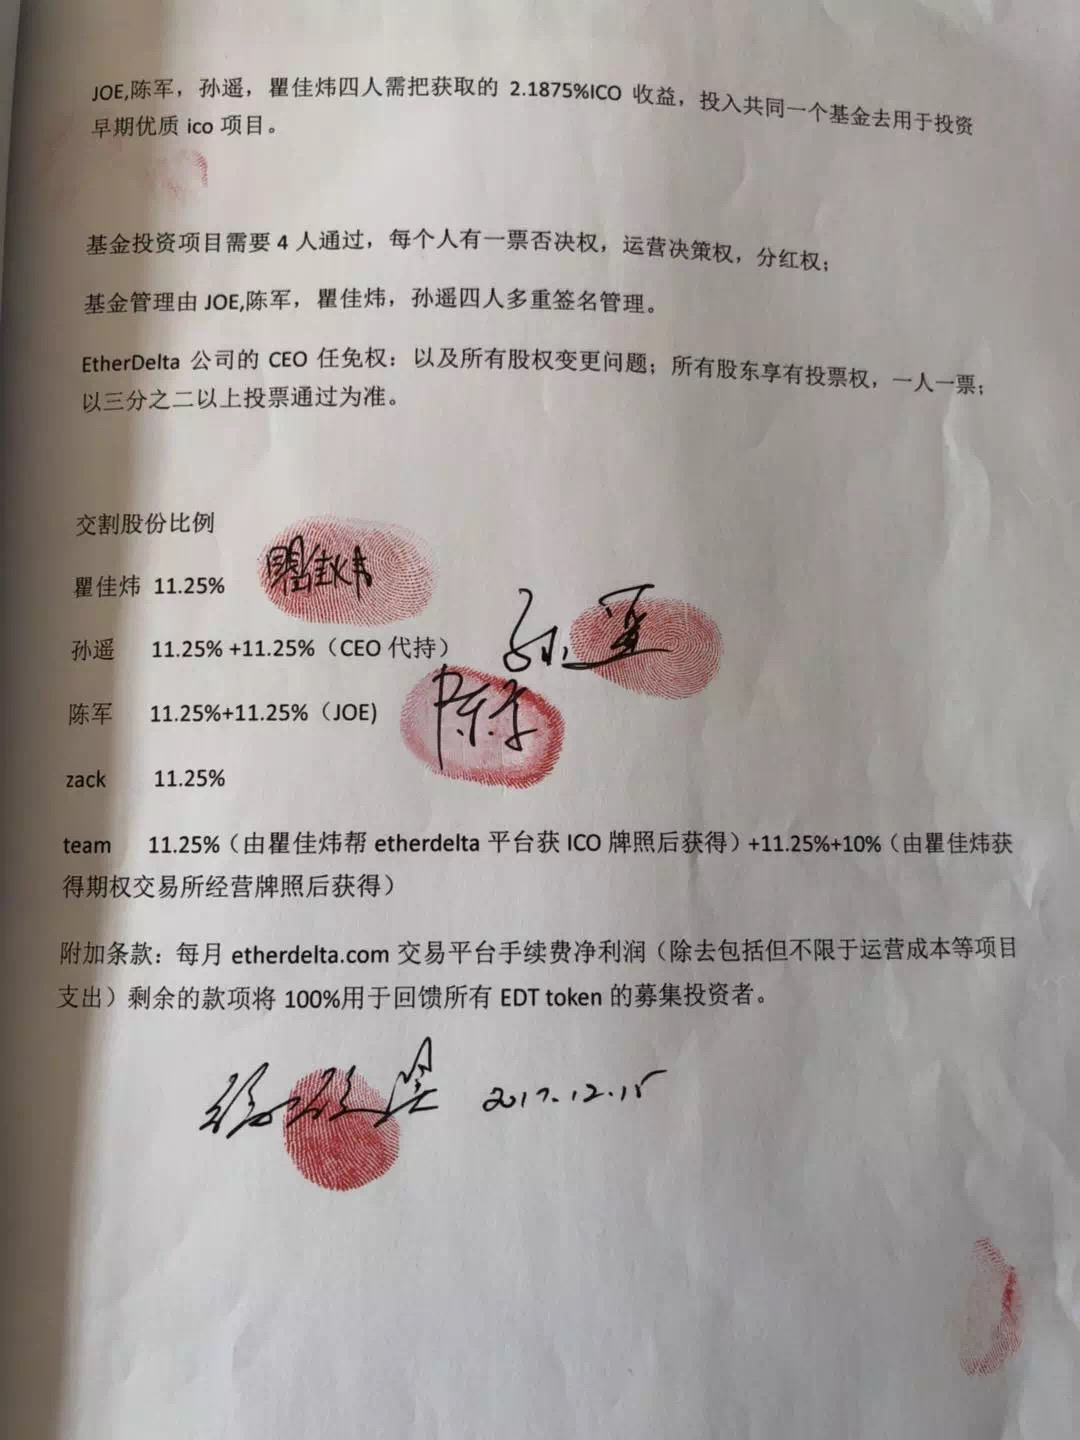 JOE,陈军，孙遥，瞿佳炜四人需把获取的 2.1875%ICO 收益，投入共同一个基金去用于投资
早期优质 ico 项目。
基金投资项目需要 4 人通过，每个人有一票否决权，运营决策权，分红权；
基金管理由 JOE,陈军，瞿佳炜，孙遥四人多重签名管理。
EtherDelta 公司的 CEO 任免权：以及所有股权变更问题；所有股东享有投票权，一人一票；
以三分之二以上投票通过为准。
交割股份比例
瞿佳炜 11.25% 瞿佳炜
孙遥 11.25% +11.25%（CEO 代持） 孙遥
陈军 11.25%+11.25%（JOE) 陈军
zack 11.25%
team 11.25%（由瞿佳炜帮 etherdelta 平台获 ICO 牌照后获得）+11.25%+10%（由瞿佳炜获
得期权交易所经营牌照后获得）
附加条款：每月 etherdelta.com 交易平台手续费净利润（除去包括但不限于运营成本等项目
支出）剩余的款项将 100%用于回馈所有 EDT token 的募集投资者。
2017.12.15